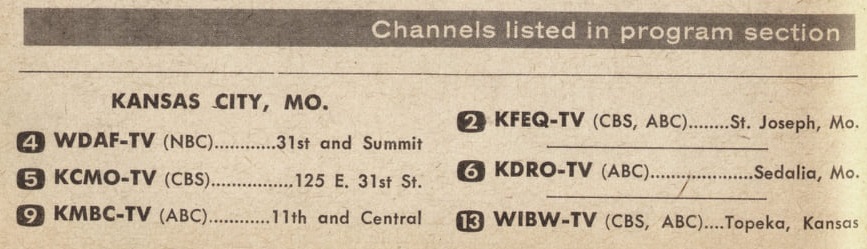 Channels listed in program section
KANSAS CITY, MO.
4 WDAF-TV (NBC)............31st and Summit
5 KCMO-TV (CBS)................125 E. 31st St.
9 KMBC-TV (ABC)...........11th and Central
2 KFEQ-TV (CBS, ABC)........St. Joseph, Mo.
6 KDRO-TV (ABC)....................Sedalia, Mo.
13 WIBW-TV (CBS, ABC)....Topeka, Kansas